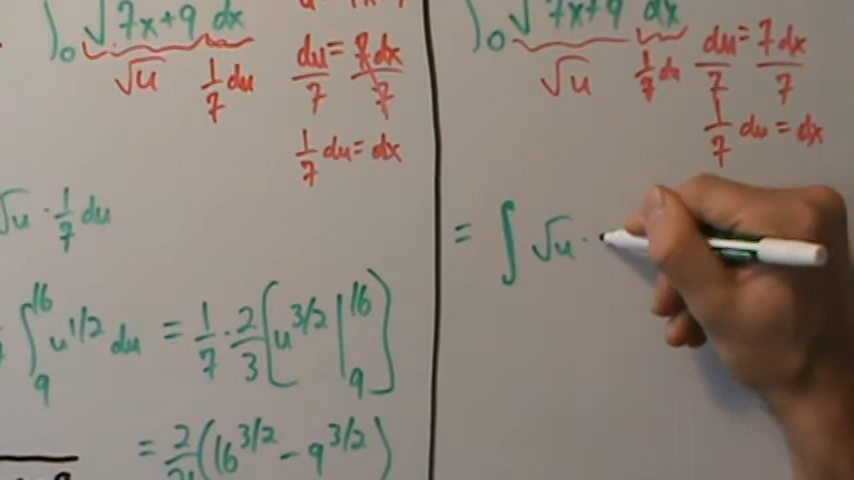 ∫₀ √7x+9 dx
√u 1/7 du
du/7 = 7dx/7
1/7 du = dx
√u · 1/7 du
∫₉¹⁶ u^1/2 du = 1/7 · 2/3 [u^3/2 |₉¹⁶]
= 2/21 (16^3/2 − 9^3/2)
∫₀ √7x+9 dx
√u 1/7 du
du/7 = 7dx/7
1/7 du = dx
= ∫ √u ·